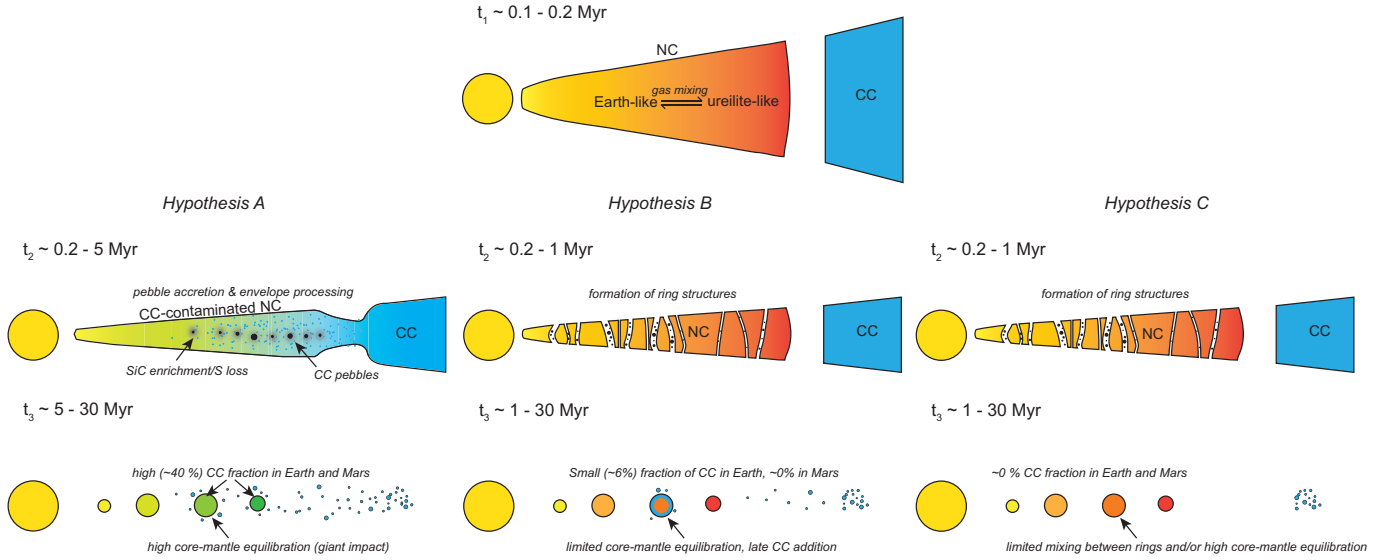 t1 ~ 0.1 - 0.2 Myr
NC
gas mixing
Earth-like ureilite-like
CC
Hypothesis A
Hypothesis B
Hypothesis C
t2 ~ 0.2 - 5 Myr
pebble accretion & envelope processing
CC-contaminated NC
CC
SiC enrichment/S loss
CC pebbles
t2 ~ 0.2 - 1 Myr
formation of ring structures
NC
CC
t2 ~ 0.2 - 1 Myr
formation of ring structures
NC
CC
t3 ~ 5 - 30 Myr
high (~40 %) CC fraction in Earth and Mars
high core-mantle equilibration (giant impact)
t3 ~ 1 - 30 Myr
Small (~6%) fraction of CC in Earth, ~0% in Mars
limited core-mantle equilibration, late CC addition
t3 ~ 1 - 30 Myr
~0 % CC fraction in Earth and Mars
limited mixing between rings and/or high core-mantle equilibration